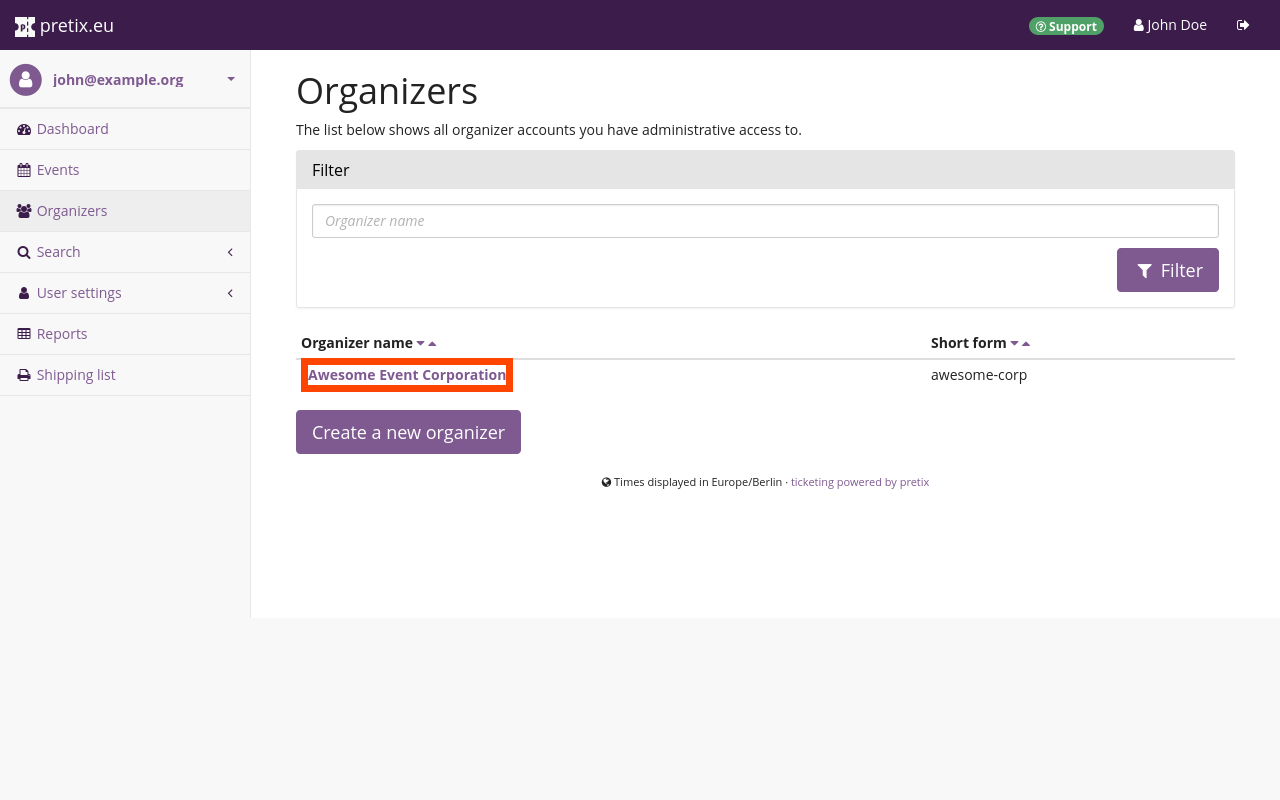 pretix.eu
Support
John Doe
john@example.org
Dashboard
Events
Organizers
Search
User settings
Reports
Shipping list
Organizers
The list below shows all organizer accounts you have administrative access to.
Filter
Organizer name
Filter
Organizer name Short form
Awesome Event Corporation awesome-corp
Create a new organizer
Times displayed in Europe/Berlin · ticketing powered by pretix